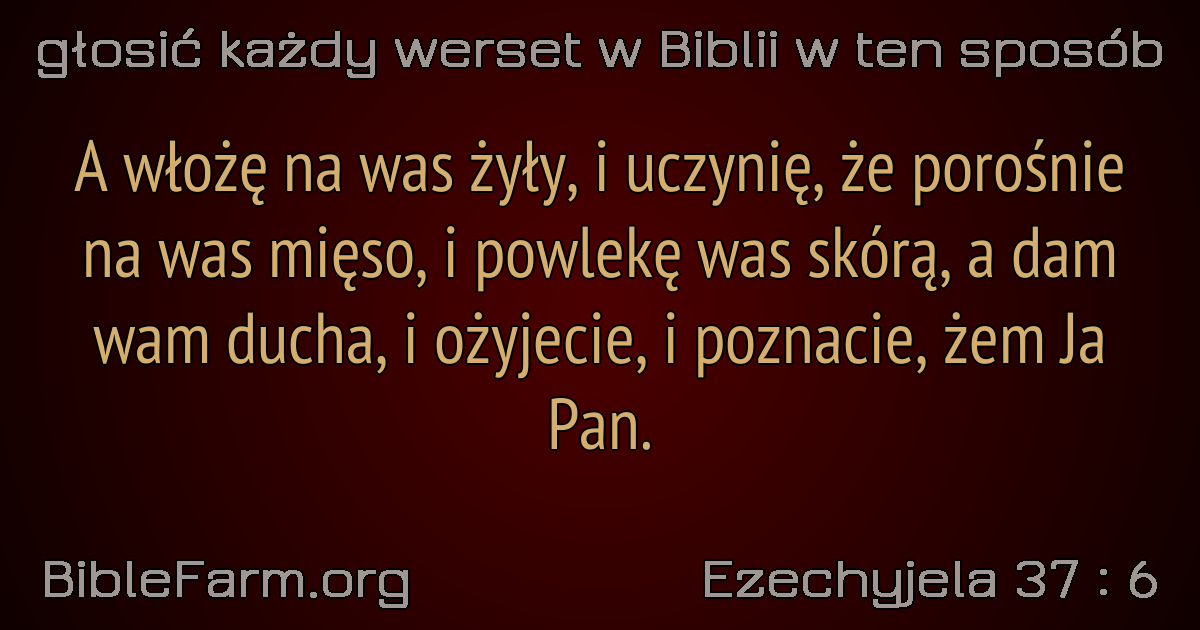 głosić każdy werset w Biblii w ten sposób
A włożę na was żyły, i uczynię, że porośnie
na was mięso, i powlekę was skórą, a dam
wam ducha, i ożyjecie, i poznacie, żem Ja
Pan.
BibleFarm.org
Ezechyjela 37 : 6